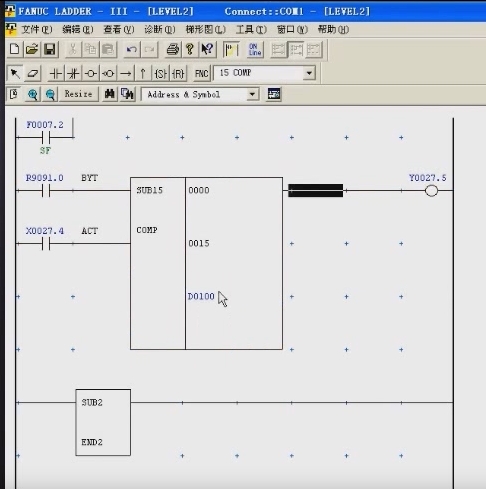 FANUC LADDER - III - [LEVEL2] Connect::COM1 - [LEVEL2]
文件(F) 编辑(E) 查看(V) 诊断(D) 梯形图(L) 工具(T) 窗口(W) 帮助(H)
ON Line
(S) (R) FNC 15 COMP
Resize Address & Symbol
F0007.2
SF
R9091.0 BYT Y0027.5
SUB15 0000
X0027.4 ACT COMP
0015
D0100
SUB2
END2